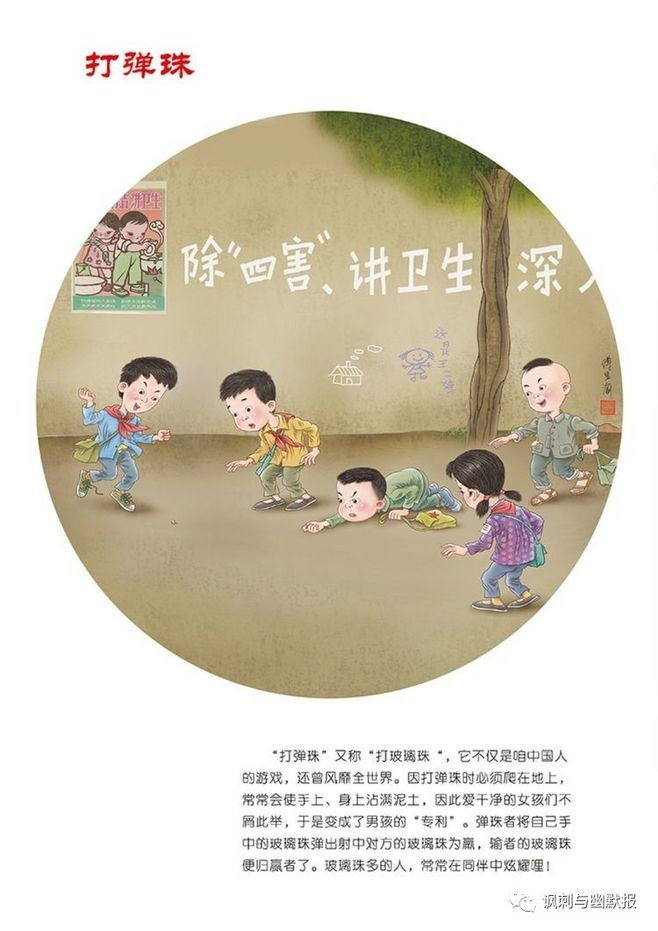 打弹珠
洁讲卫生
除“四害”、讲卫生 深入
这是王二婷
“打弹珠”又称“打玻璃珠“，它不仅是咱中国人
的游戏，还曾风靡全世界。因打弹珠时必须爬在地上，
常常会使手上、身上沾满泥土，因此爱干净的女孩们不
屑此举，于是变成了男孩的“专利”。弹珠者将自己手
中的玻璃珠弹出射中对方的玻璃珠为赢，输者的玻璃珠
便归赢者了。玻璃珠多的人，常常在同伴中炫耀哩！
讽刺与幽默报